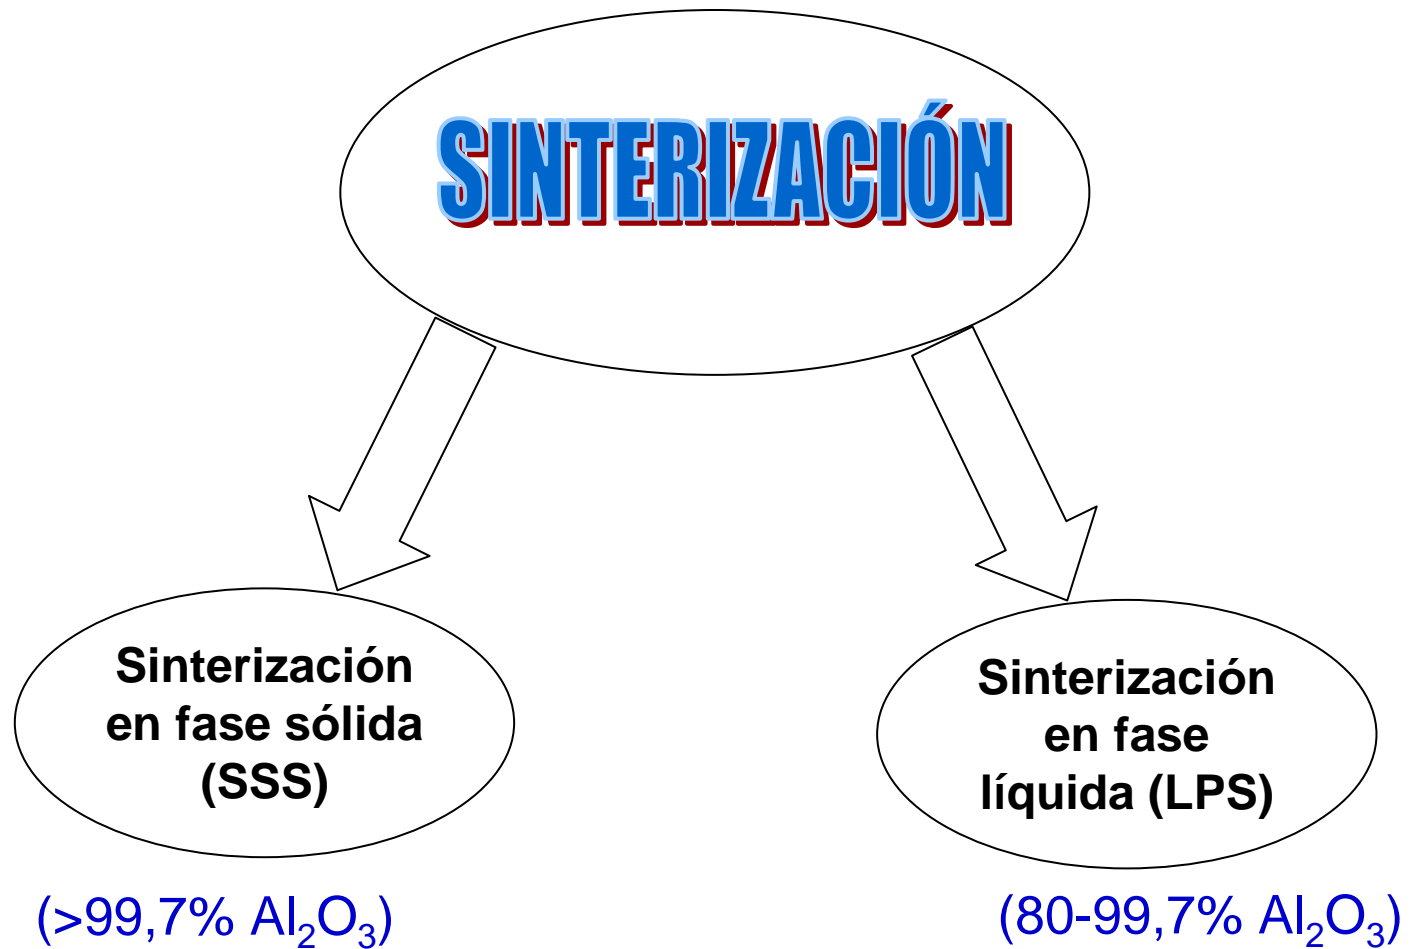 SINTERIZACIÓN
Sinterización
en fase sólida
(SSS)
(>99,7% Al₂O₃)
Sinterización
en fase
líquida (LPS)
(80-99,7% Al₂O₃)